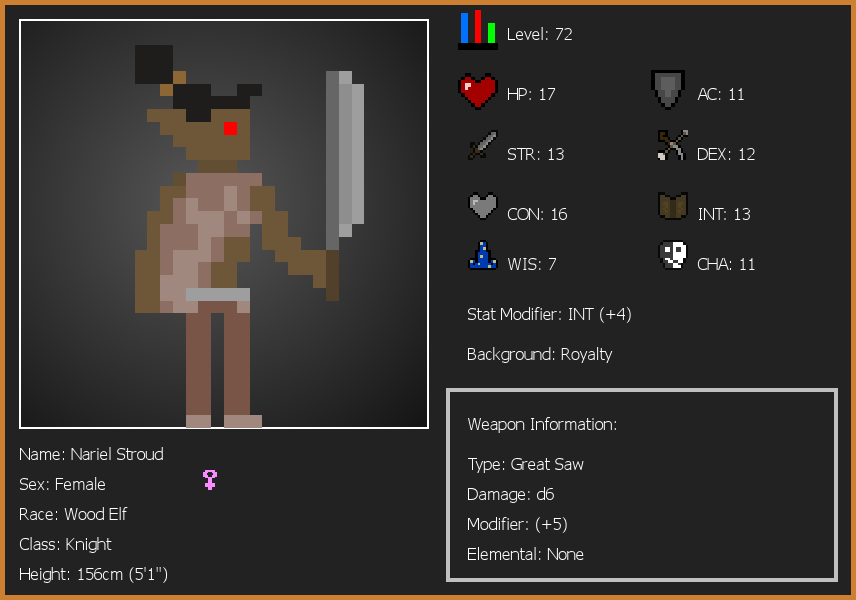 Level: 72
HP: 17
AC: 11
STR: 13
DEX: 12
CON: 16
INT: 13
WIS: 7
CHA: 11
Stat Modifier: INT (+4)
Background: Royalty
Weapon Information:
Type: Great Saw
Damage: d6
Modifier: (+5)
Elemental: None
Name: Nariel Stroud
Sex: Female
Race: Wood Elf
Class: Knight
Height: 156cm (5'1")